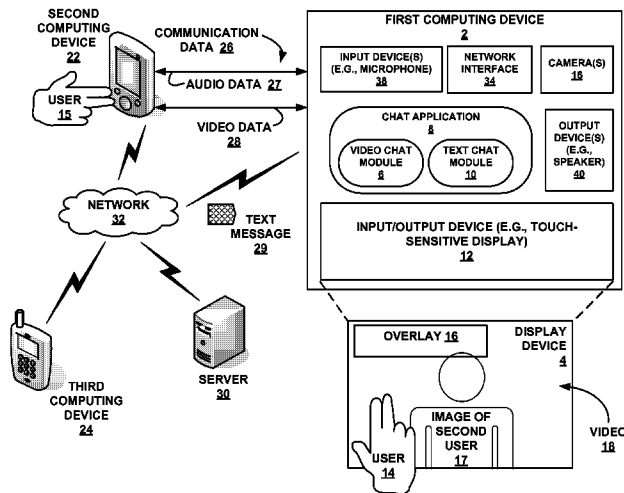 SECOND
COMPUTING
DEVICE
22
USER
15
COMMUNICATION
DATA 26
AUDIO DATA 27
VIDEO DATA
28
NETWORK
32
TEXT
MESSAGE
29
THIRD
COMPUTING
DEVICE
24
SERVER
30
FIRST COMPUTING DEVICE
2
INPUT DEVICE(S)
(E.G., MICROPHONE)
38
NETWORK
INTERFACE
34
CAMERA(S)
15
CHAT APPLICATION
8
VIDEO CHAT
MODULE
6
TEXT CHAT
MODULE
10
OUTPUT
DEVICE(S)
(E.G.,
SPEAKER)
40
INPUT/OUTPUT DEVICE (E.G., TOUCH-
SENSITIVE DISPLAY)
12
OVERLAY 16
DISPLAY
DEVICE
4
IMAGE OF
SECOND
USER
17
USER
14
VIDEO
18